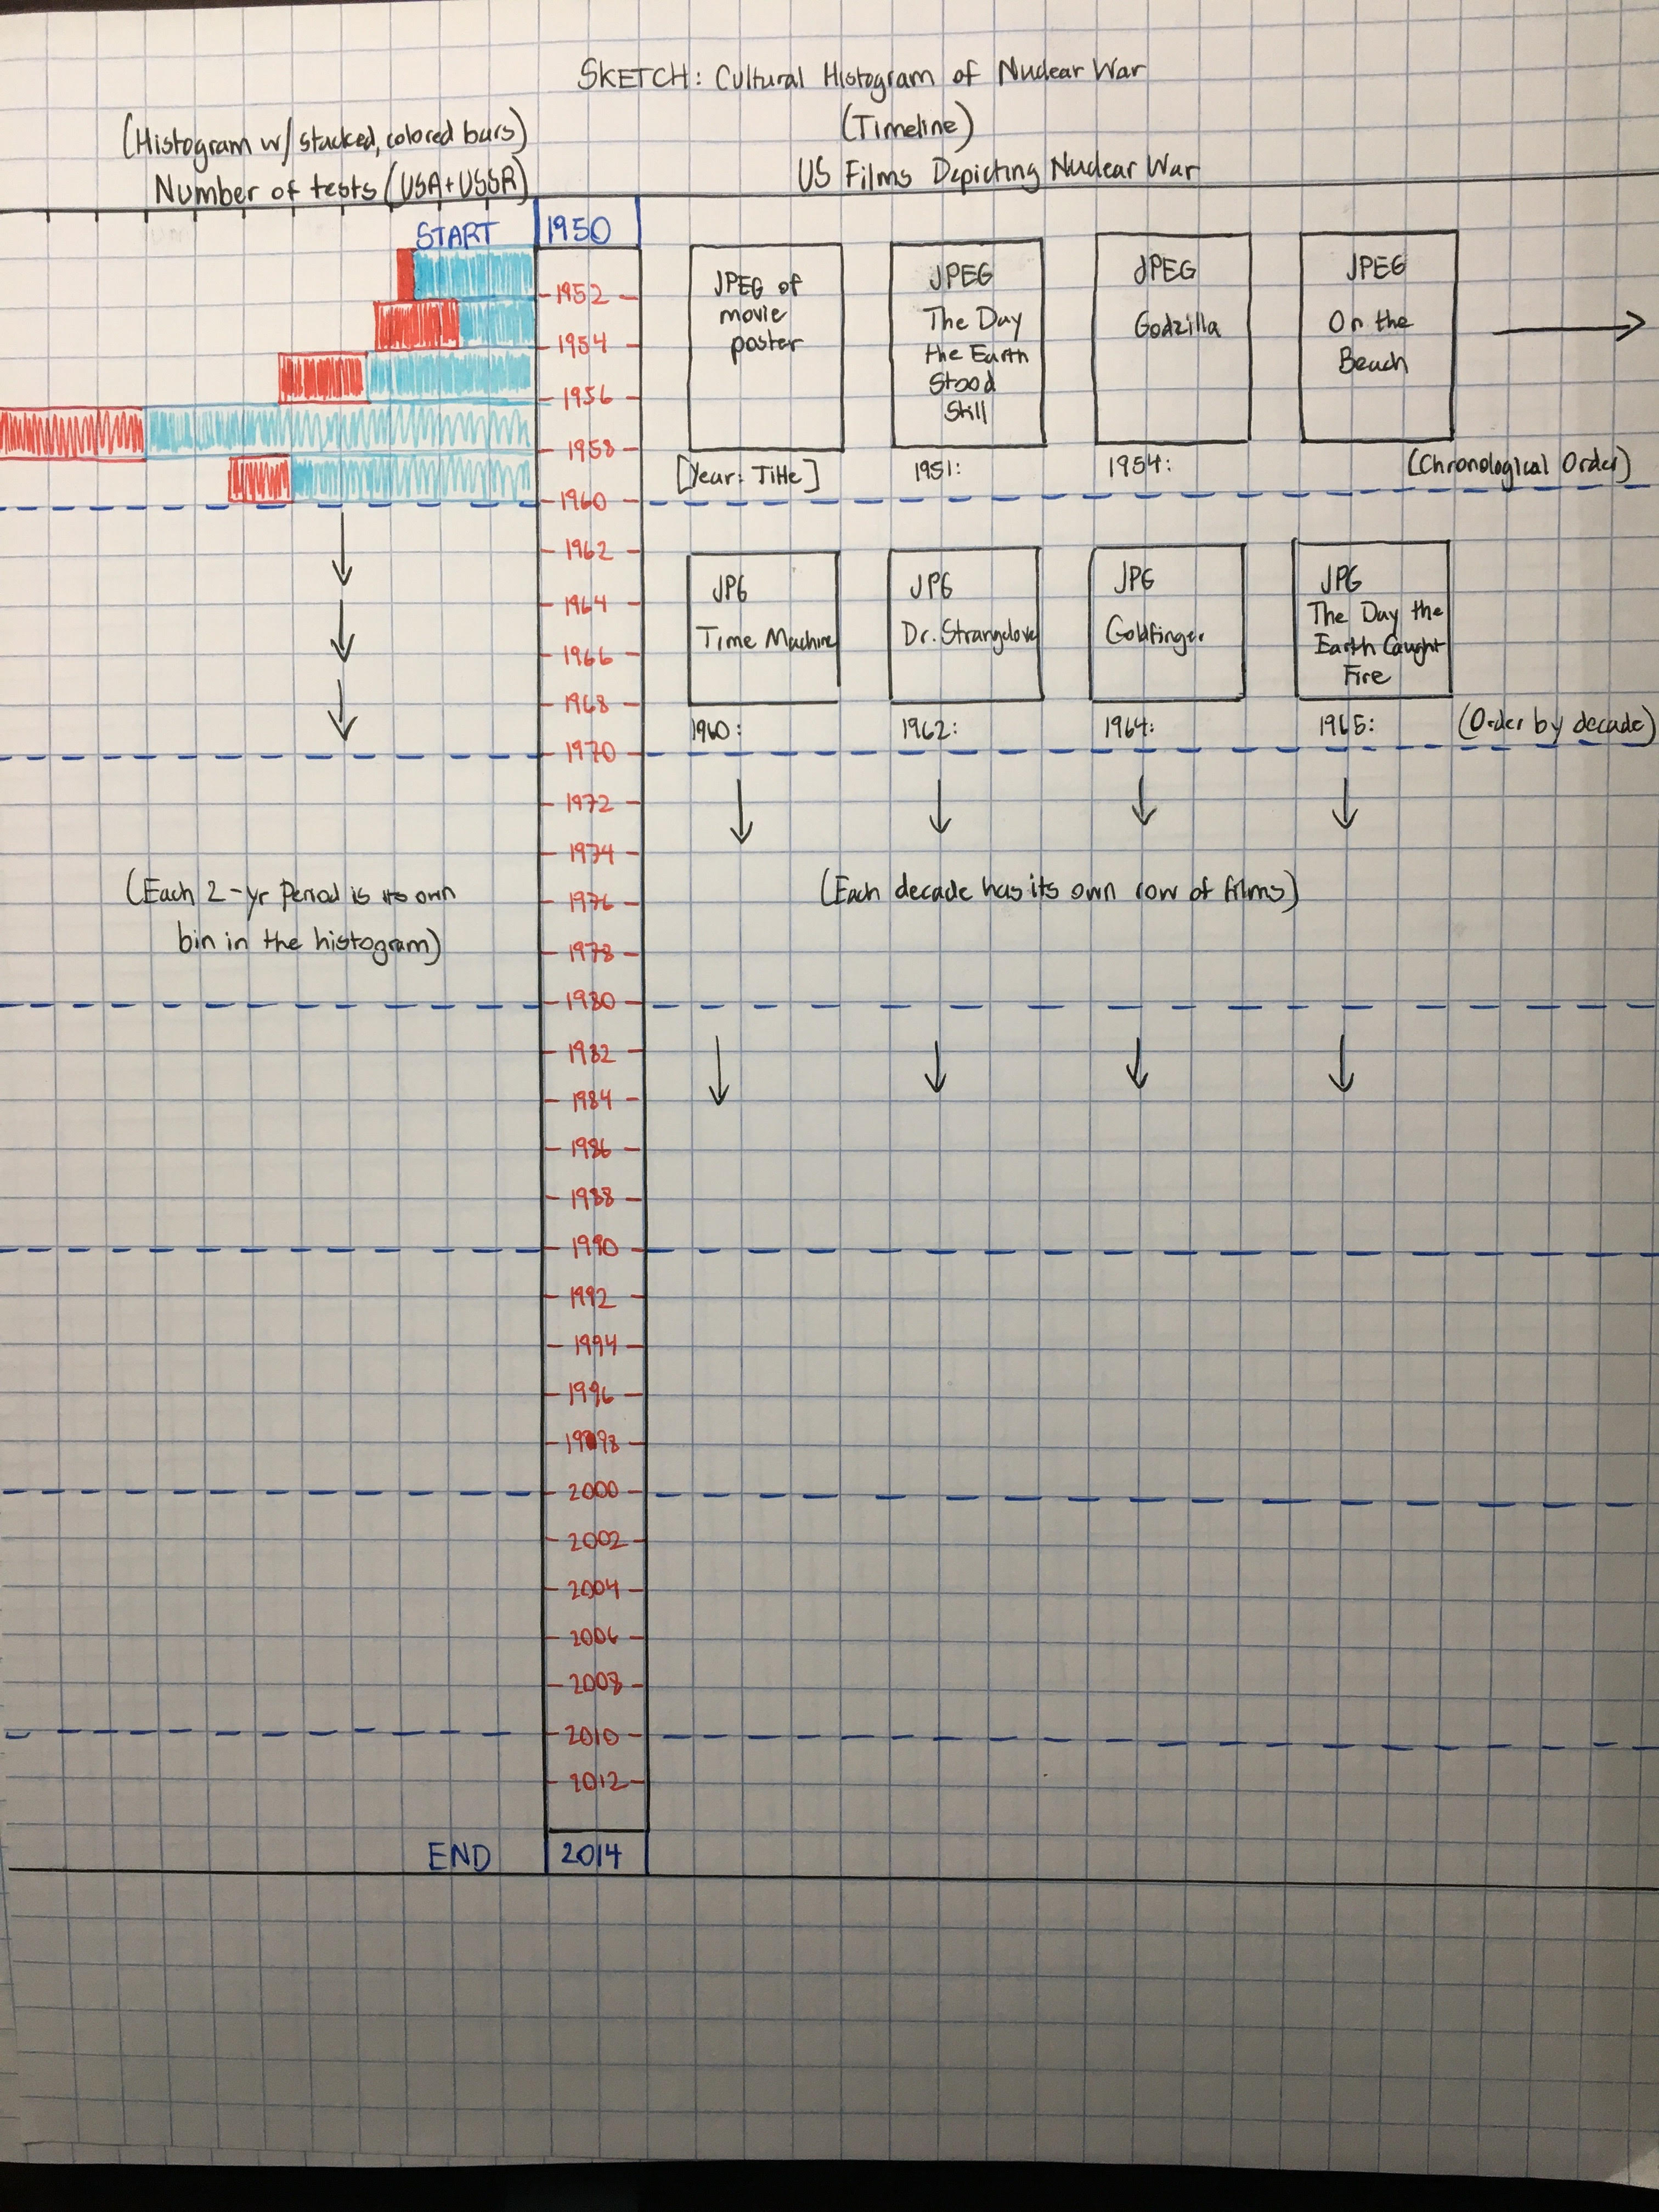 SKETCH: Cultural Histogram of Nuclear War
(Histogram w/ stacked, colored bars)
Number of tests (USA+USSR)
(Timeline)
US Films Depicting Nuclear War
START
1950
1952
1954
1956
1958
1960
1962
1964
1966
1968
1970
1972
1974
1976
1978
1980
1982
1984
1986
1988
1990
1992
1994
1996
1998
2000
2002
2004
2006
2008
2010
2012
END
2014
JPEG of
movie
poster
[Year: Title]
JPEG
The Day
the Earth
Stood
Skill
1951:
JPEG
Godzilla
1954:
JPEG
On the
Beach
(Chronological Order)
JPG
Time Machine
1960:
JPG
Dr. Strangelove
1962:
JPG
Goldfinger
1964:
JPG
The Day the
Earth Caught
Fire
1965:
(Order by decade)
(Each 2-yr period is its own
bin in the histogram)
(Each decade has its own row of films)